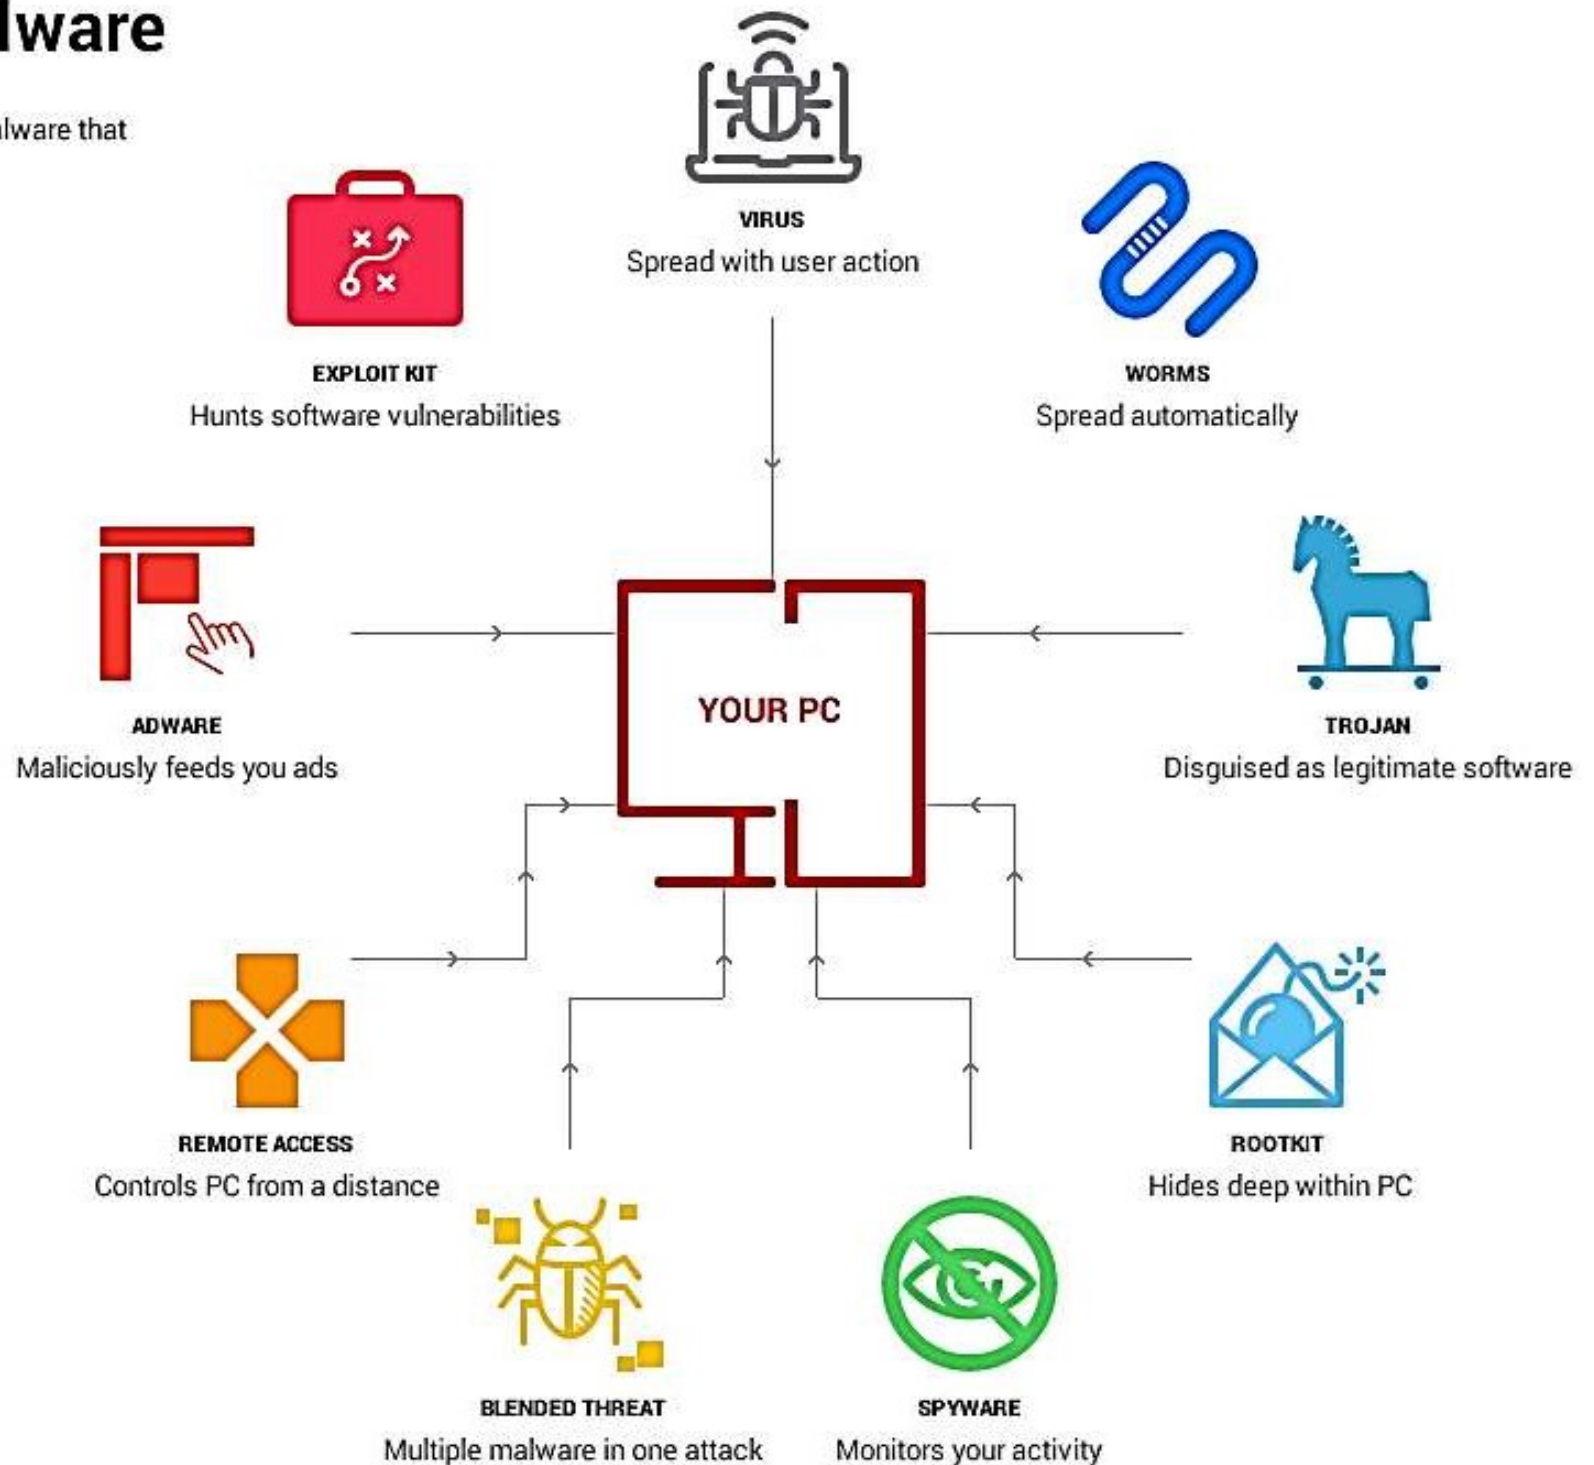 lware
lware that
VIRUS
Spread with user action
EXPLOIT KIT
Hunts software vulnerabilities
WORMS
Spread automatically
ADWARE
Maliciously feeds you ads
YOUR PC
TROJAN
Disguised as legitimate software
REMOTE ACCESS
Controls PC from a distance
ROOTKIT
Hides deep within PC
BLENDED THREAT
Multiple malware in one attack
SPYWARE
Monitors your activity